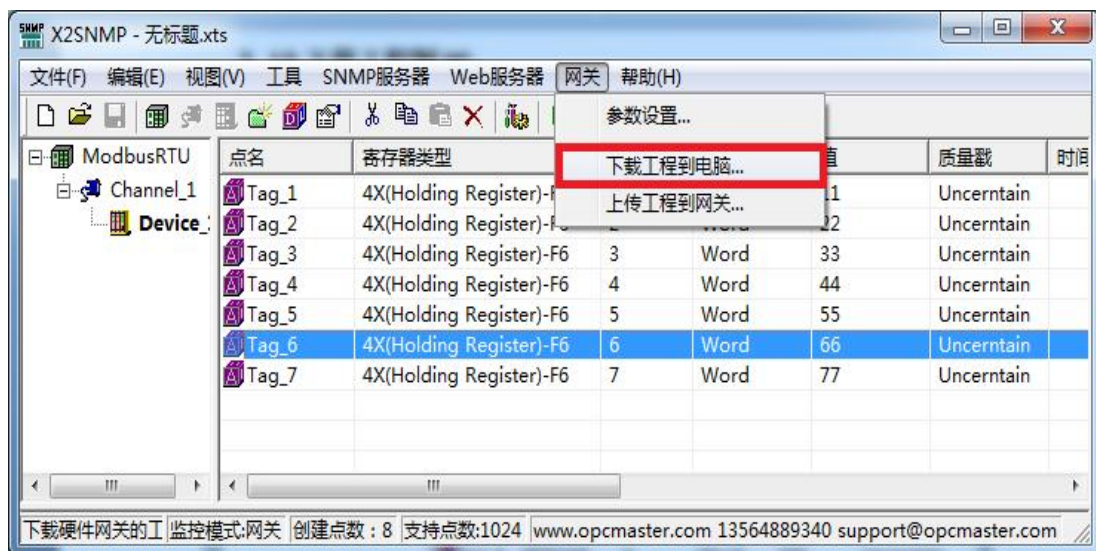 X2SNMP - 无标题.xts
文件(F) 编辑(E) 视图(V) 工具 SNMP服务器 Web服务器 网关 帮助(H)
参数设置...
下载工程到电脑...
上传工程到网关...
ModbusRTU
Channel_1
Device_
点名 寄存器类型 值 质量戳 时间
Tag_1 4X(Holding Register)-F 11 Uncerntain
Tag_2 4X(Holding Register)-F6 2 Word 22 Uncerntain
Tag_3 4X(Holding Register)-F6 3 Word 33 Uncerntain
Tag_4 4X(Holding Register)-F6 4 Word 44 Uncerntain
Tag_5 4X(Holding Register)-F6 5 Word 55 Uncerntain
Tag_6 4X(Holding Register)-F6 6 Word 66 Uncerntain
Tag_7 4X(Holding Register)-F6 7 Word 77 Uncerntain
下载硬件网关的工 监控模式:网关 创建点数:8 支持点数:1024 www.opcmaster.com 13564889340 support@opcmaster.com